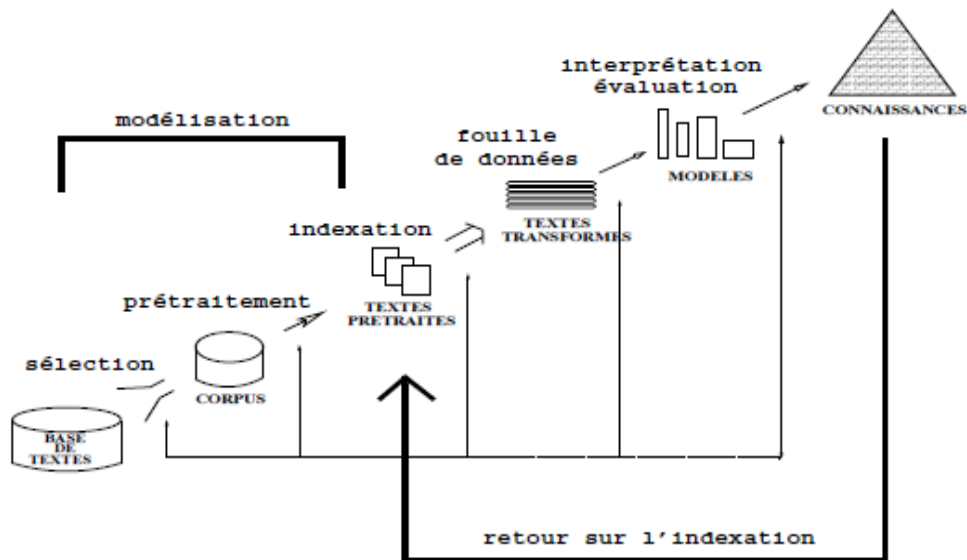 interprétation
évaluation
CONNAISSANCES
modélisation
fouille
de données
MODELES
TEXTES
TRANSFORMES
indexation
prétraitement
TEXTES
PRETRAITES
sélection
CORPUS
BASE
DE
TEXTES
retour sur l'indexation